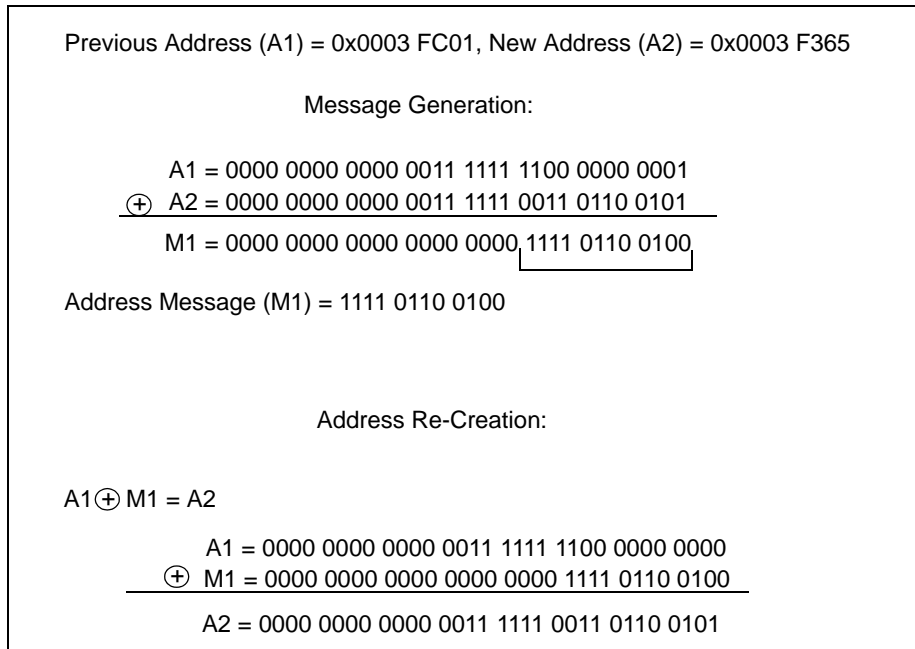 Previous Address (A1) = 0x0003 FC01, New Address (A2) = 0x0003 F365
Message Generation:
A1 = 0000 0000 0000 0011 1111 1100 0000 0001
⊕ A2 = 0000 0000 0000 0011 1111 0011 0110 0101
M1 = 0000 0000 0000 0000 0000 1111 0110 0100
Address Message (M1) = 1111 0110 0100
Address Re-Creation:
A1 ⊕ M1 = A2
A1 = 0000 0000 0000 0011 1111 1100 0000 0000
⊕ M1 = 0000 0000 0000 0000 0000 1111 0110 0100
A2 = 0000 0000 0000 0011 1111 0011 0110 0101